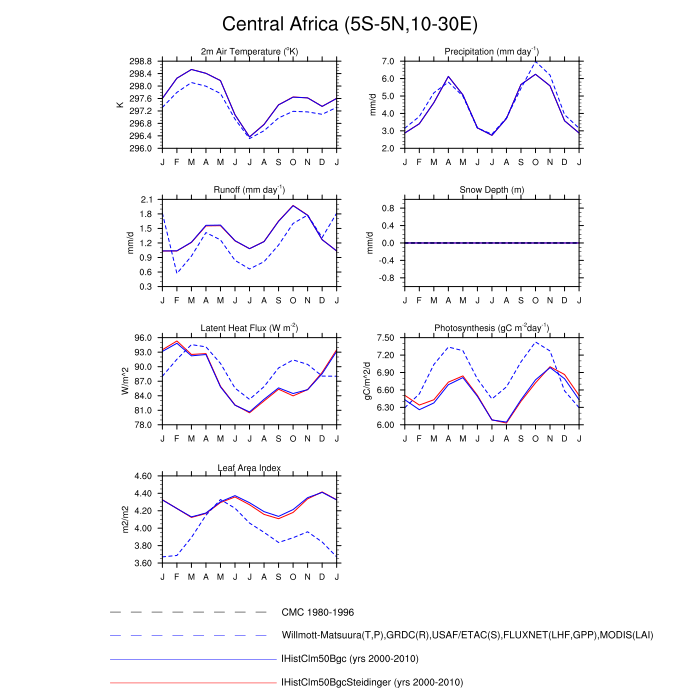 Central Africa (5S-5N,10-30E)
2m Air Temperature (°K)
K
298.8
298.4
298.0
297.6
297.2
296.8
296.4
296.0
J F M A M J J A S O N D J
Precipitation (mm day⁻¹)
mm/d
7.0
6.0
5.0
4.0
3.0
2.0
J F M A M J J A S O N D J
Runoff (mm day⁻¹)
mm/d
2.1
1.8
1.5
1.2
0.9
0.6
0.3
J F M A M J J A S O N D J
Snow Depth (m)
mm/d
0.8
0.4
0.0
-0.4
-0.8
J F M A M J J A S O N D J
Latent Heat Flux (W m⁻²)
W/m^2
96.0
93.0
90.0
87.0
84.0
81.0
78.0
J F M A M J J A S O N D J
Photosynthesis (gC m⁻²day⁻¹)
gC/m^2/d
7.50
7.20
6.90
6.60
6.30
6.00
J F M A M J J A S O N D J
Leaf Area Index
m2/m2
4.60
4.40
4.20
4.00
3.80
3.60
J F M A M J J A S O N D J
CMC 1980-1996
Willmott-Matsuura(T,P),GRDC(R),USAF/ETAC(S),FLUXNET(LHF,GPP),MODIS(LAI)
IHistClm50Bgc (yrs 2000-2010)
IHistClm50BgcSteidinger (yrs 2000-2010)